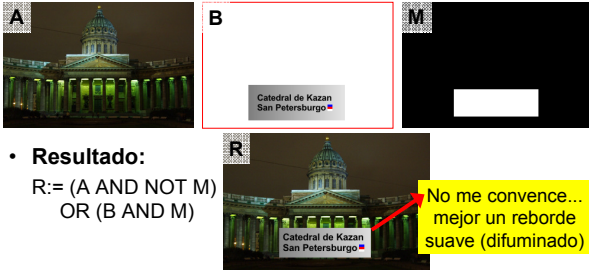 A
B
M
Catedral de Kazan
San Petersburgo
• Resultado:
R:= (A AND NOT M)
OR (B AND M)
R
Catedral de Kazan
San Petersburgo
No me convence...
mejor un reborde
suave (difuminado)